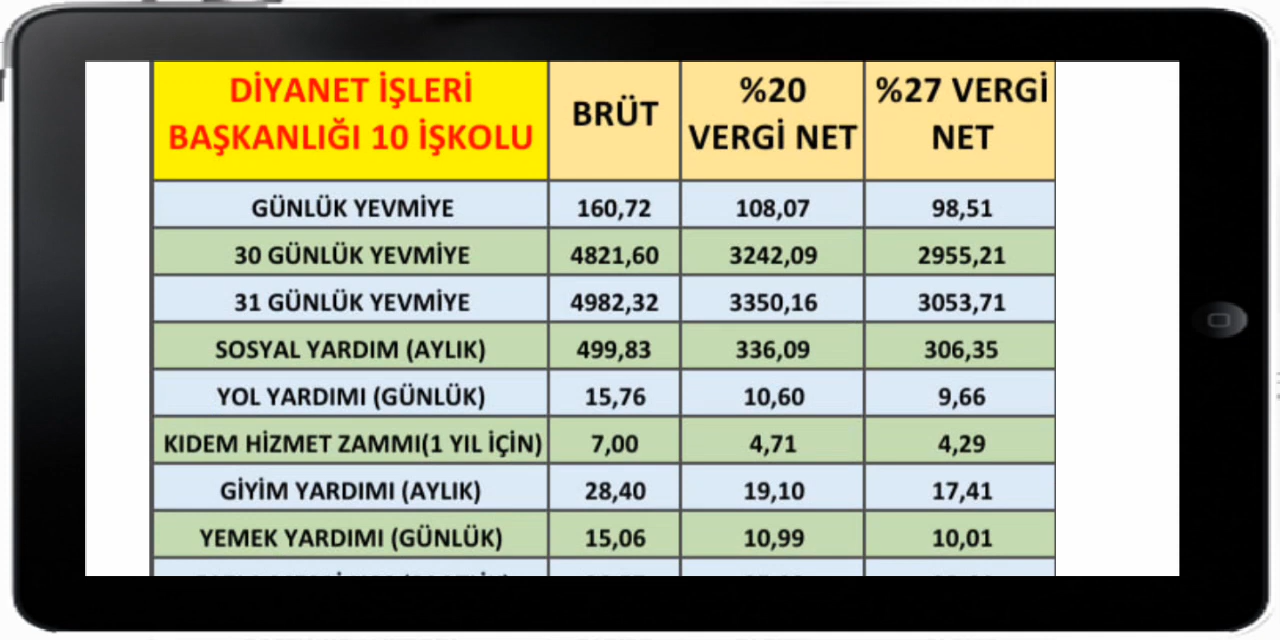 DİYANET İŞLERİ
BAŞKANLIĞI 10 İŞKOLU
BRÜT
%20
VERGİ NET
%27 VERGİ
NET
GÜNLÜK YEVMİYE 160,72 108,07 98,51
30 GÜNLÜK YEVMİYE 4821,60 3242,09 2955,21
31 GÜNLÜK YEVMİYE 4982,32 3350,16 3053,71
SOSYAL YARDIM (AYLIK) 499,83 336,09 306,35
YOL YARDIMI (GÜNLÜK) 15,76 10,60 9,66
KIDEM HİZMET ZAMMI(1 YIL İÇİN) 7,00 4,71 4,29
GİYİM YARDIMI (AYLIK) 28,40 19,10 17,41
YEMEK YARDIMI (GÜNLÜK) 15,06 10,99 10,01